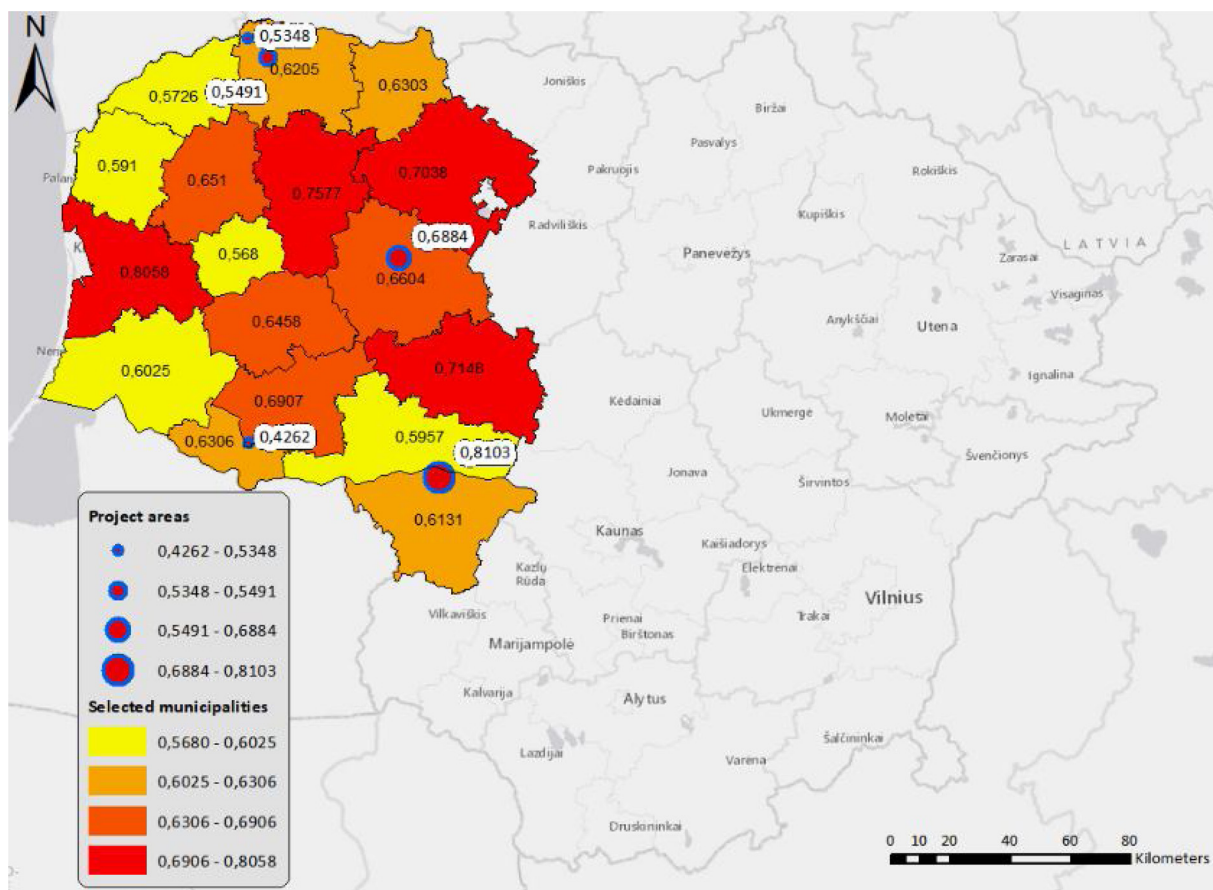 N
0,5348
0,6205
0,5726
0,5491
0,6303
Joniškis
Biržai
Pasvalys
0,591
0,651
0,7577
0,7038
Pakruojis
Rokiškis
Palan
Radviliškis
Kupiškis
0,6884
LATVIA
0,8058
0,568
0,6604
Panevėžys
Zarasai
Visaginas
0,6458
Anykščiai
Utena
0,6025
0,7148
Ignalina
0,6907
Kėdainiai
Ukmergė
Molėtai
0,6306
0,4262
0,5957
0,8103
Jonava
Švenčionys
Širvintos
0,6131
Kaunas
Kaišiadorys
Elektrėnai
Kazlų
Rūda
Vilnius
Vilkaviškis
Prienai
Birštonas
Trakai
Marijampolė
Kalvarija
Alytus
Lazdijai
Varėna
Šalčininkai
Druskininkai
Project areas
0,4262 - 0,5348
0,5348 - 0,5491
0,5491 - 0,6884
0,6884 - 0,8103
Selected municipalities
0,5680 - 0,6025
0,6025 - 0,6306
0,6306 - 0,6906
0,6906 - 0,8058
0 10 20 40 60 80
Kilometers